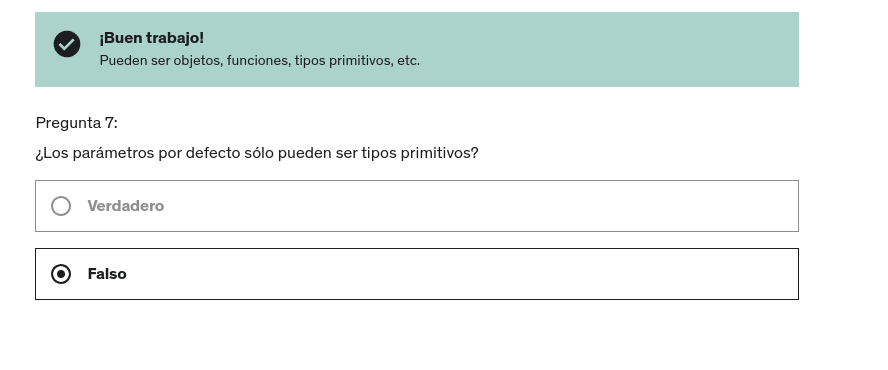 ¡Buen trabajo!
Pueden ser objetos, funciones, tipos primitivos, etc.
Pregunta 7:
¿Los parámetros por defecto sólo pueden ser tipos primitivos?
Verdadero
Falso